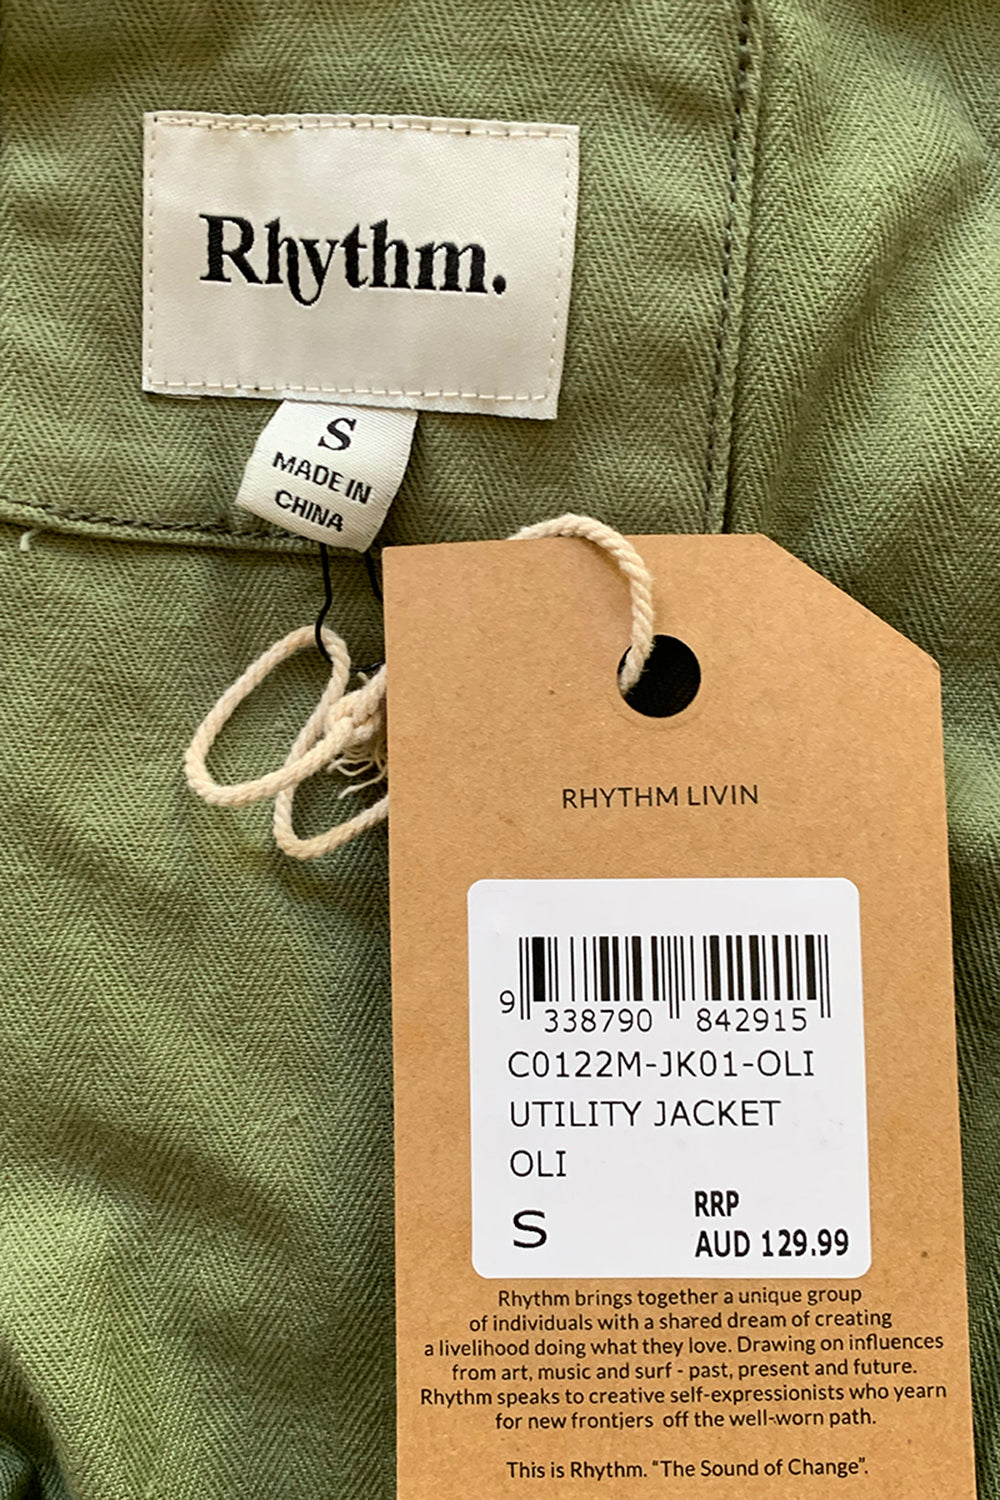 Rhythm.
S
MADE IN
CHINA
RHYTHM LIVIN
9 338790 842915
C0122M-JK01-OLI
UTILITY JACKET
OLI
S
RRP
AUD 129.99
Rhythm brings together a unique group
of individuals with a shared dream of creating
a livelihood doing what they love. Drawing on influences
from art, music and surf - past, present and future.
Rhythm speaks to creative self-expressionists who yearn
for new frontjers off the well-worn path.
This is Rhythm. “The Sound of Change”.